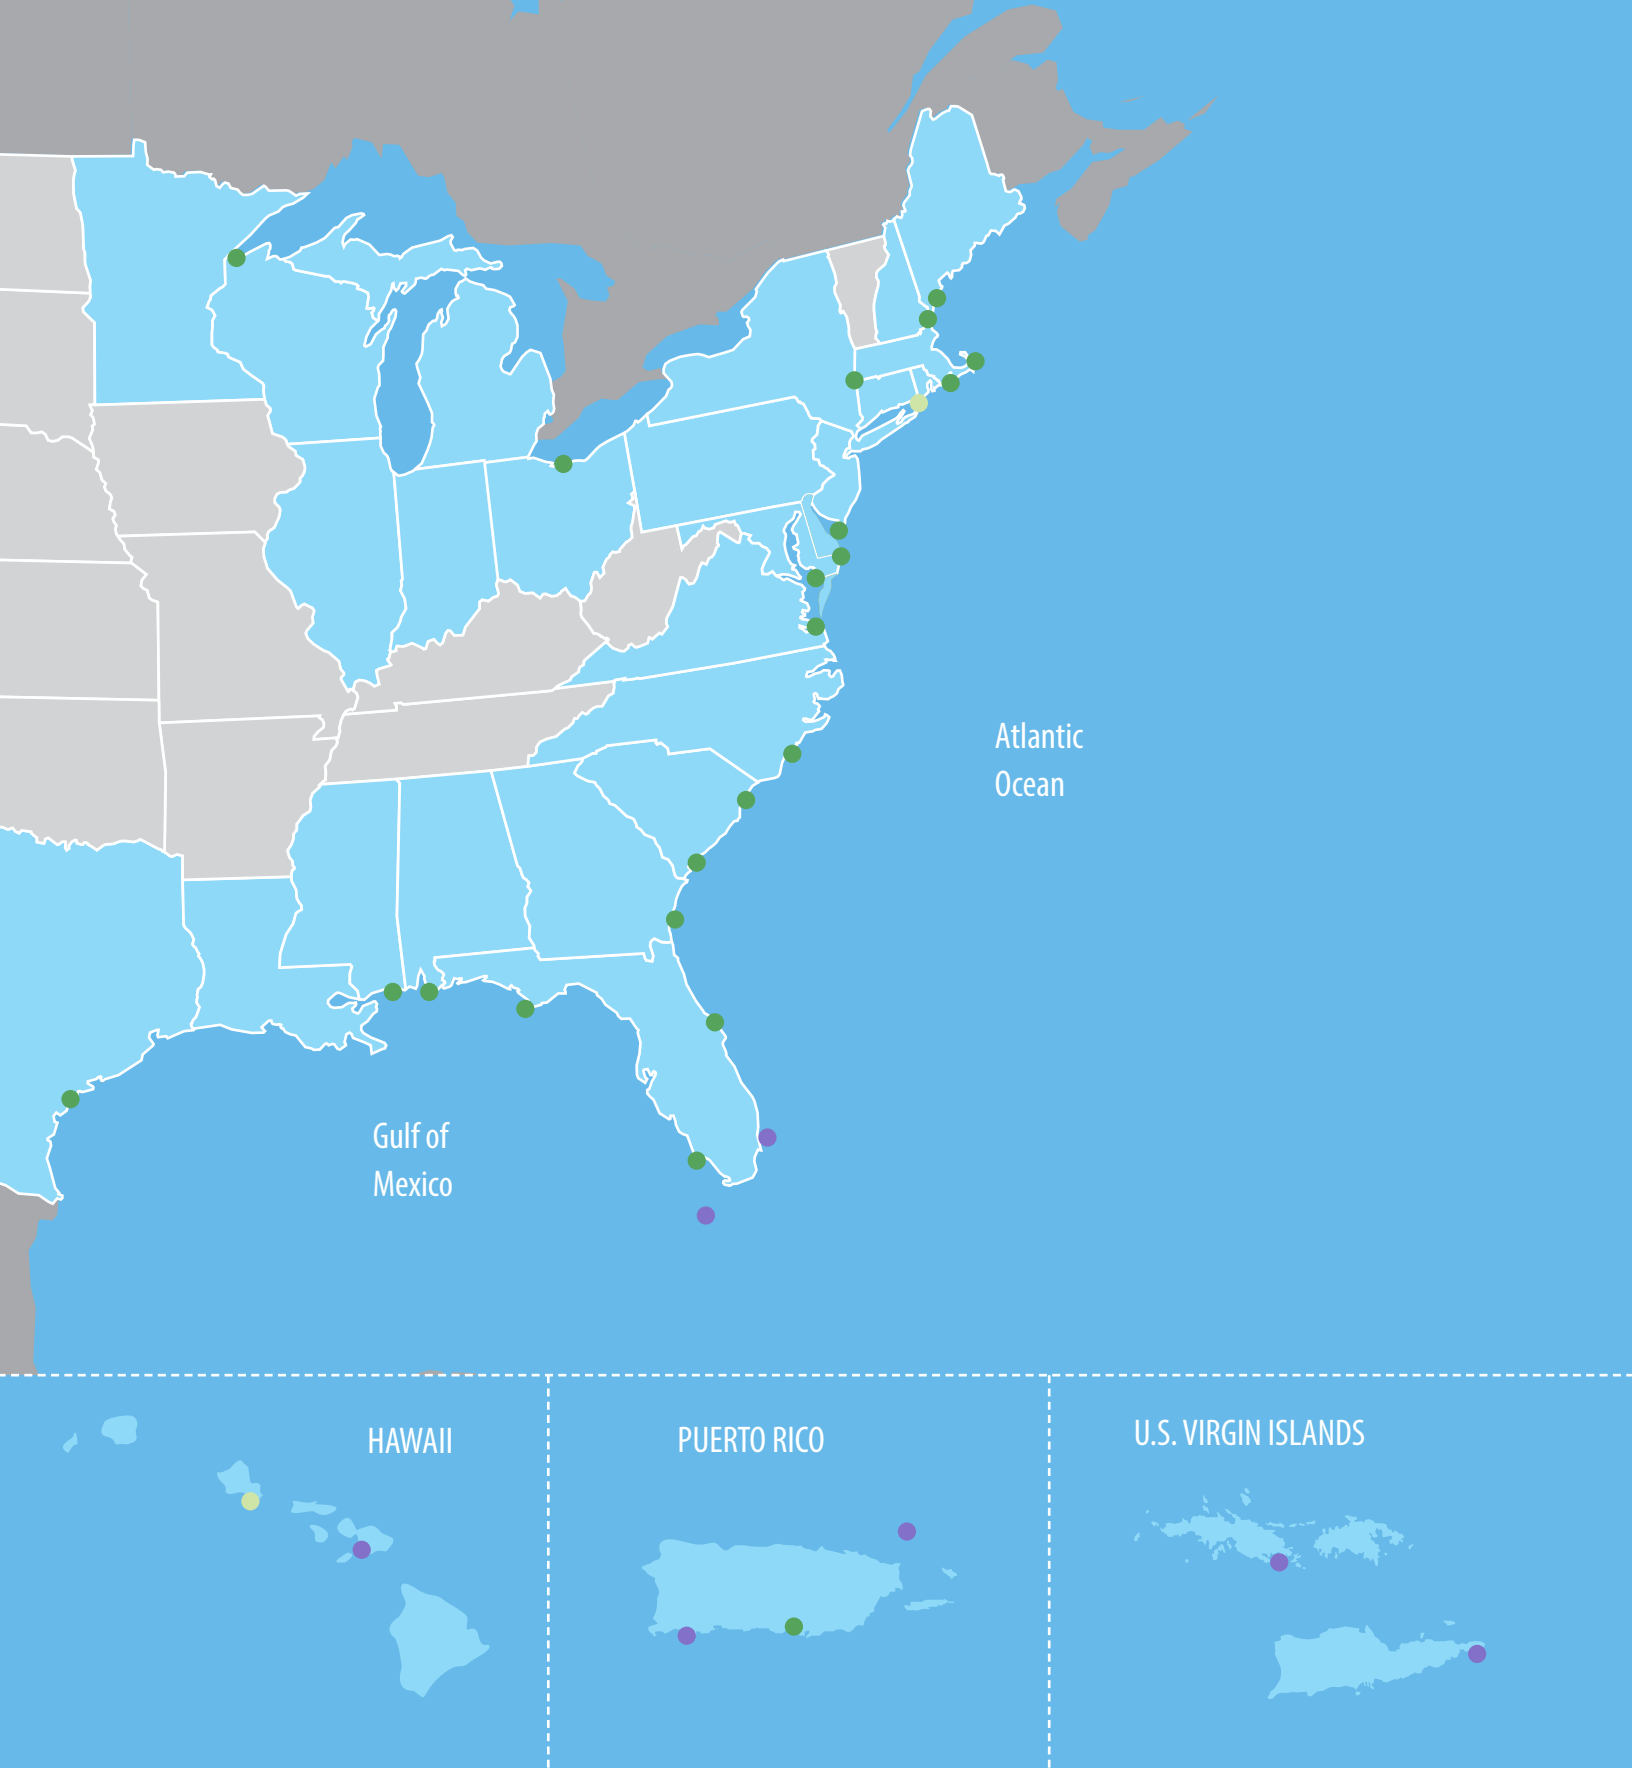 Atlantic
Ocean
Gulf of
Mexico
HAWAII
PUERTO RICO
U.S. VIRGIN ISLANDS